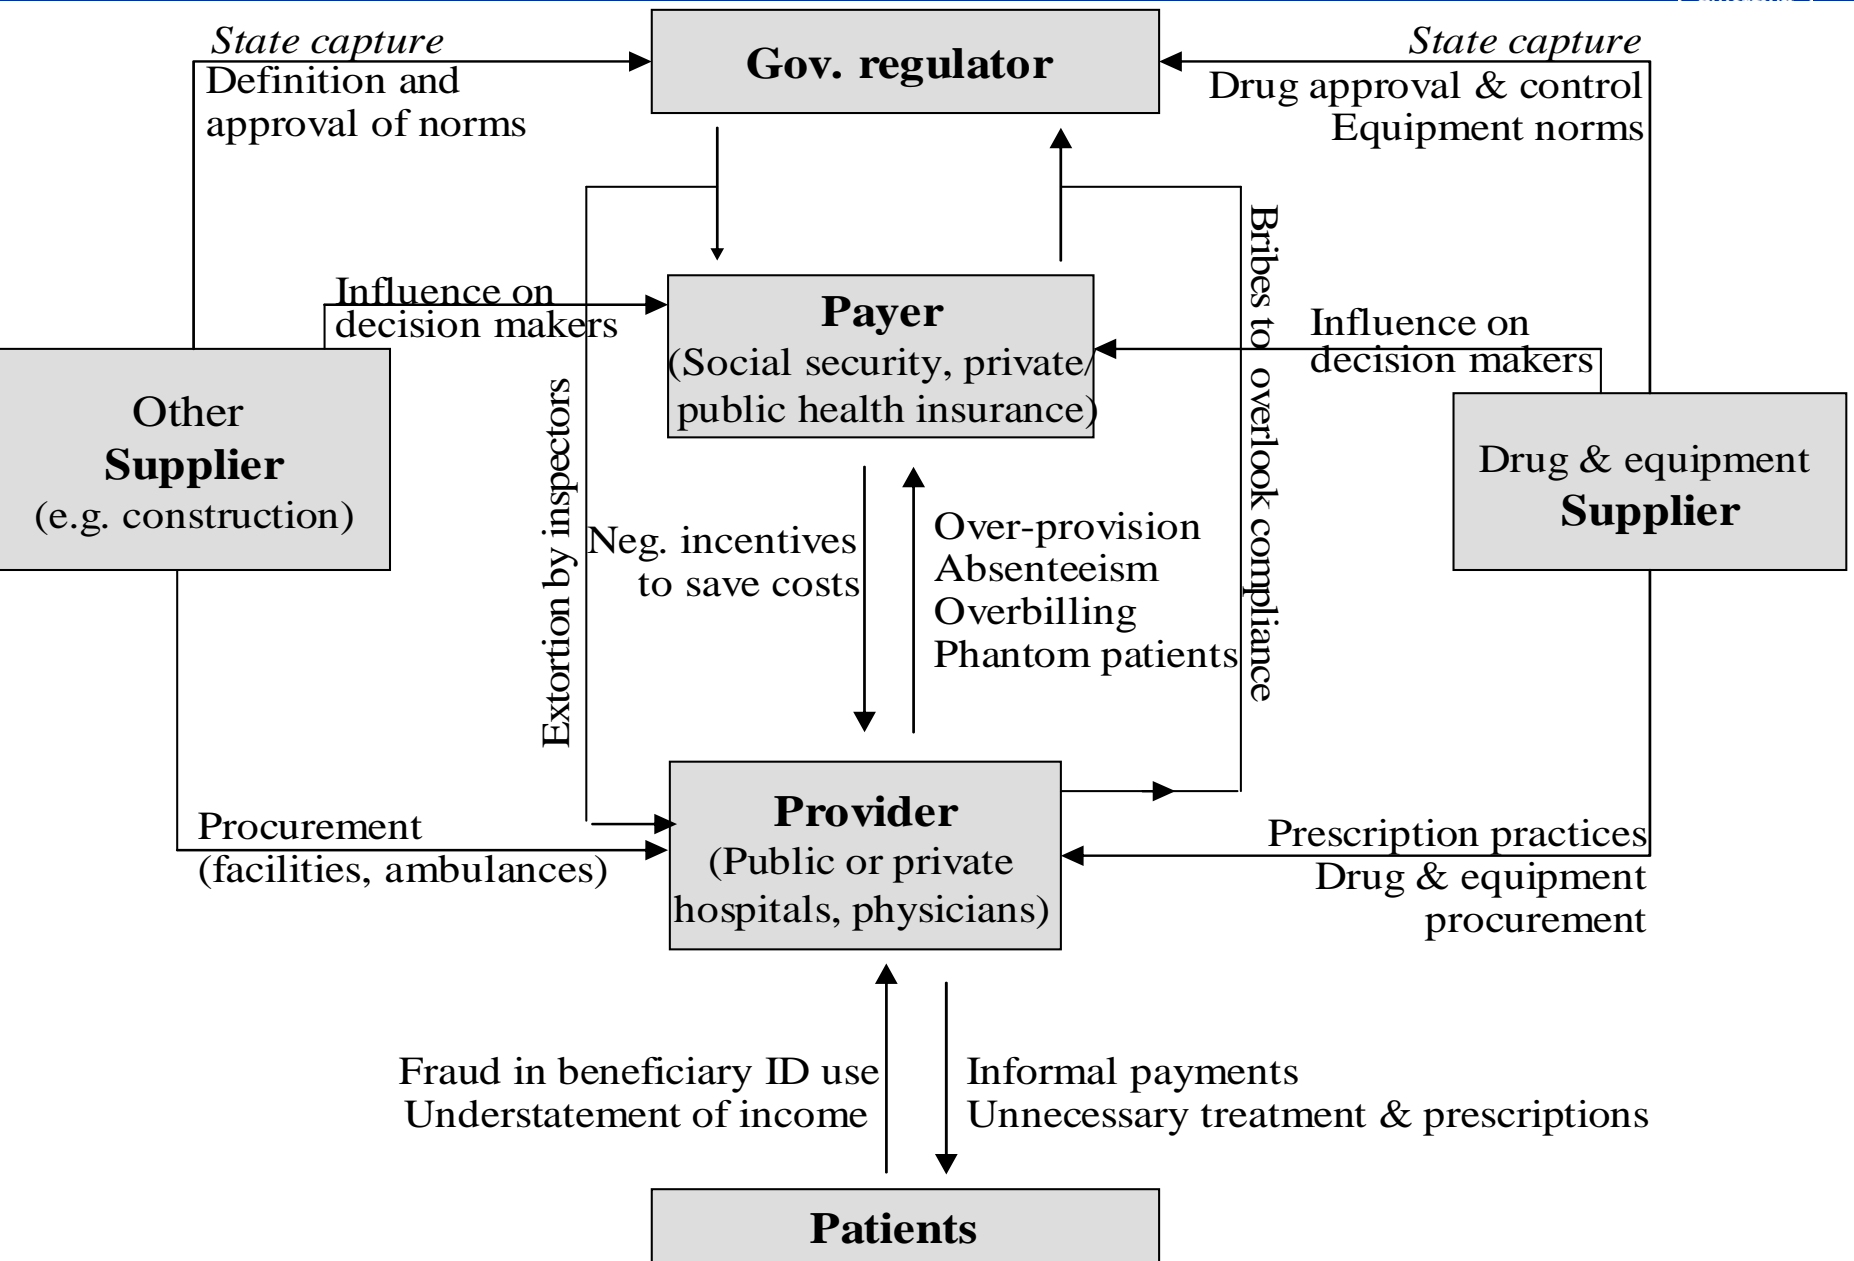 State capture
Definition and
approval of norms
Gov. regulator
State capture
Drug approval & control
Equipment norms
Influence on
decision makers
Payer
(Social security, private/
public health insurance)
Influence on
decision makers
Other
Supplier
(e.g. construction)
Extortion by inspectors
Neg. incentives
to save costs
Over-provision
Absenteeism
Overbilling
Phantom patients
Bribes to overlook compliance
Drug & equipment
Supplier
Procurement
(facilities, ambulances)
Provider
(Public or private
hospitals, physicians)
Prescription practices
Drug & equipment
procurement
Fraud in beneficiary ID use
Understatement of income
Informal payments
Unnecessary treatment & prescriptions
Patients